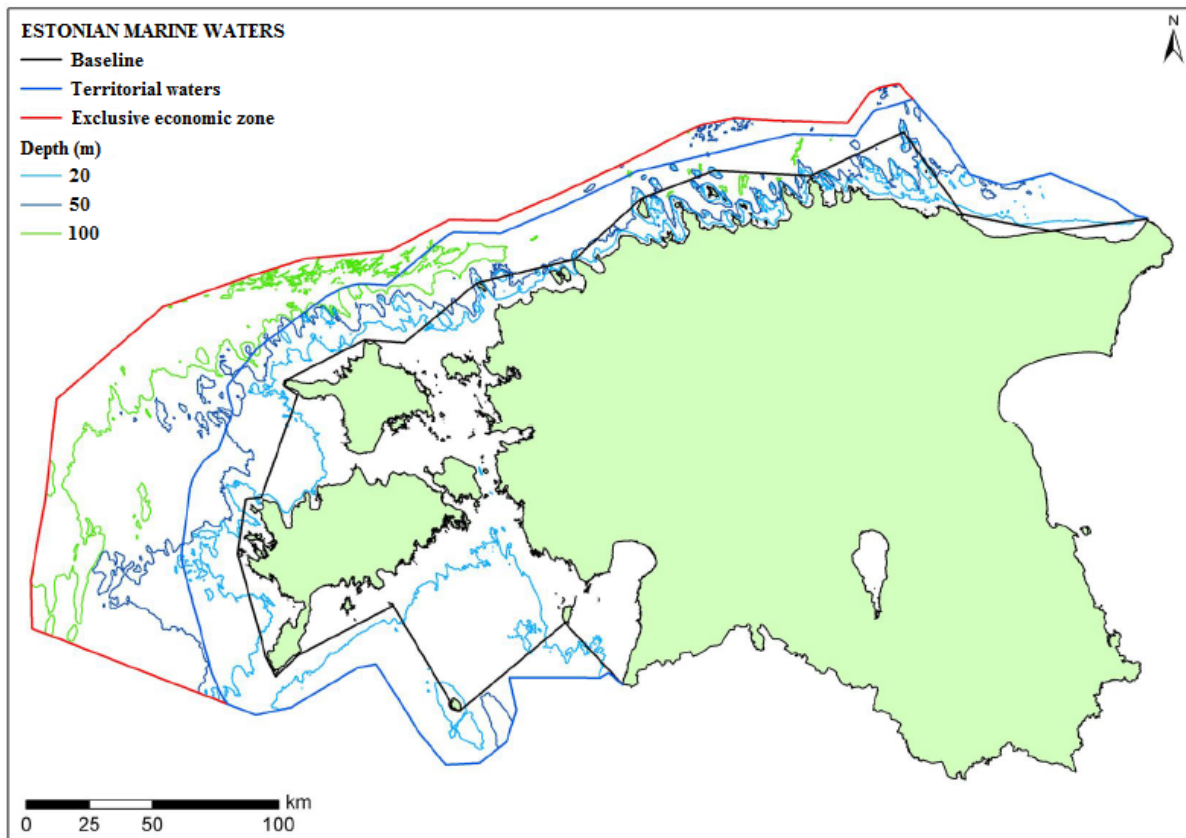 ESTONIAN MARINE WATERS
Baseline
Territorial waters
Exclusive economic zone
Depth (m)
20
50
100
N
km
0 25 50 100